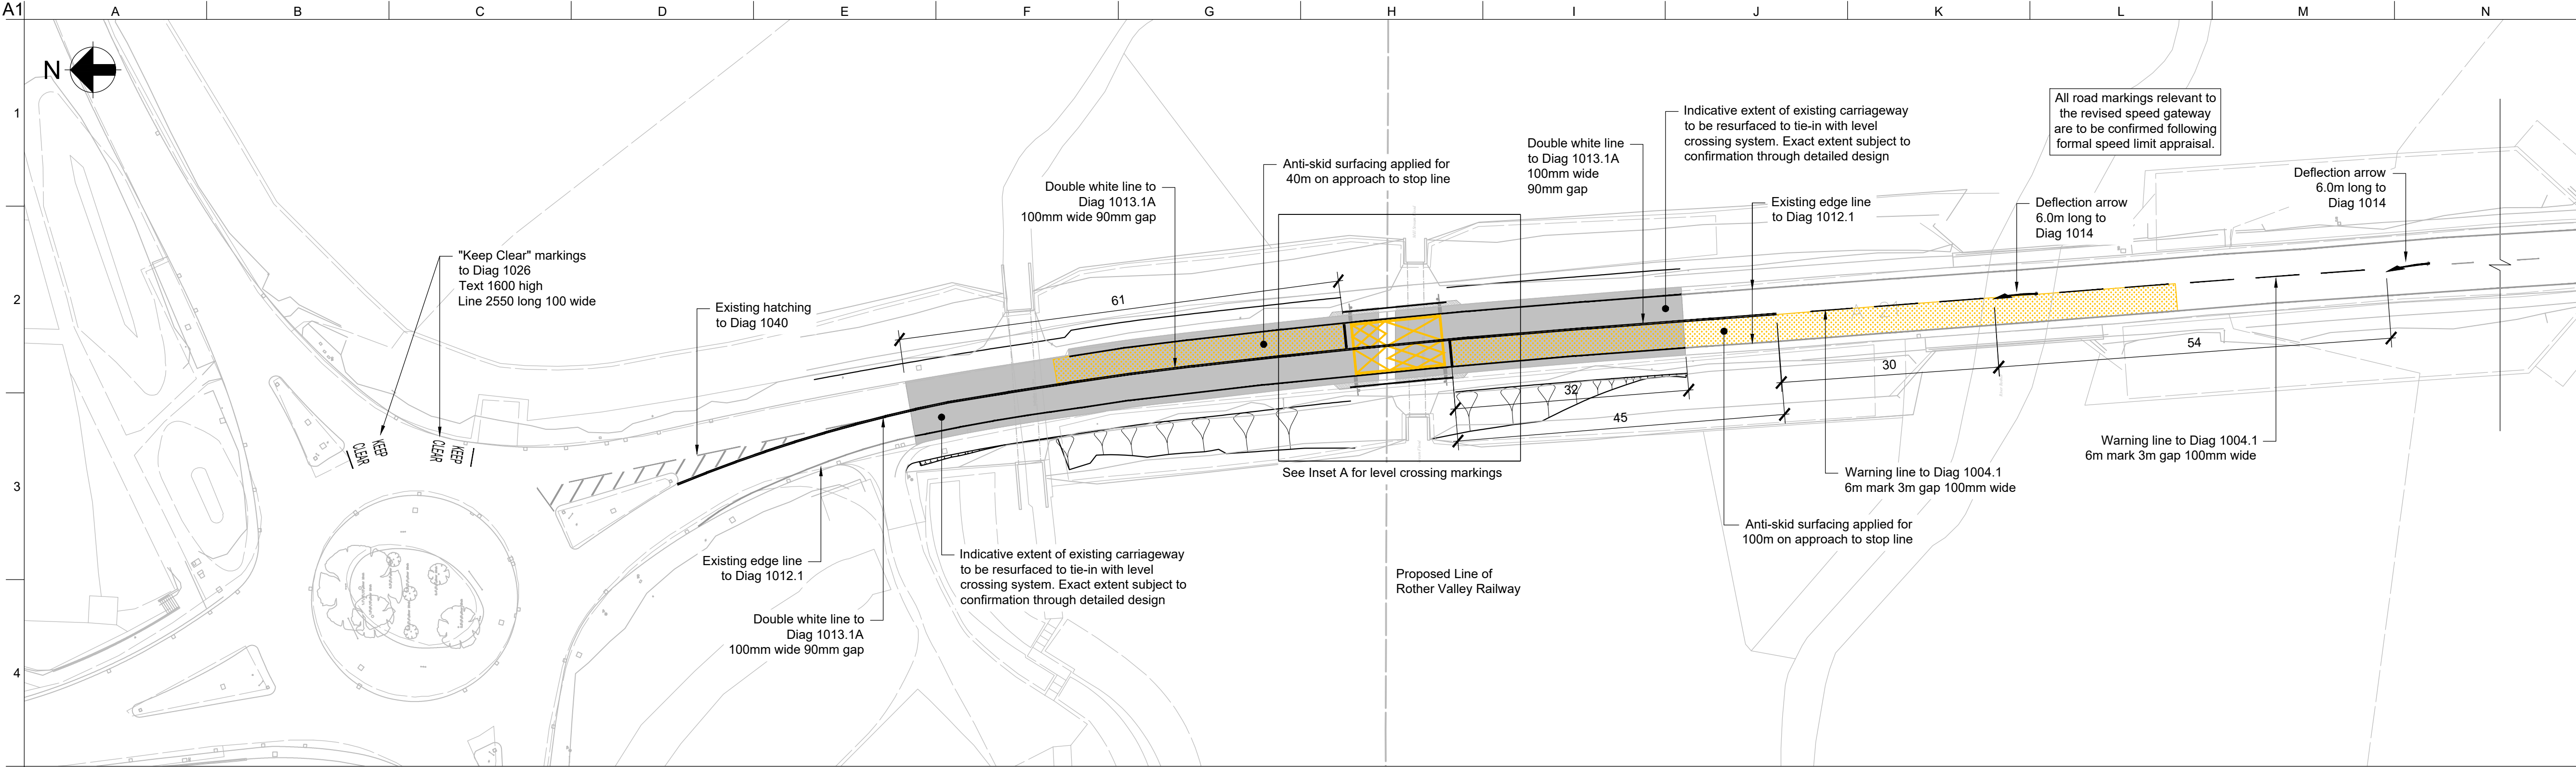 A1
A
B
C
D
E
F
G
H
I
J
K
L
M
N
N
1
2
3
4
"Keep Clear" markings
to Diag 1026
Text 1600 high
Line 2550 long 100 wide
Existing hatching
to Diag 1040
Double white line to
Diag 1013.1A
100mm wide 90mm gap
Anti-skid surfacing applied for
40m on approach to stop line
Double white line
to Diag 1013.1A
100mm wide
90mm gap
Indicative extent of existing carriageway
to be resurfaced to tie-in with level
crossing system. Exact extent subject to
confirmation through detailed design
Existing edge line
to Diag 1012.1
All road markings relevant to
the revised speed gateway
are to be confirmed following
formal speed limit appraisal.
Deflection arrow
6.0m long to
Diag 1014
Deflection arrow
6.0m long to
Diag 1014
61
32
45
30
54
KEEP
CLEAR
KEEP
CLEAR
See Inset A for level crossing markings
Warning line to Diag 1004.1
6m mark 3m gap 100mm wide
Warning line to Diag 1004.1
6m mark 3m gap 100mm wide
Anti-skid surfacing applied for
100m on approach to stop line
Existing edge line
to Diag 1012.1
Indicative extent of existing carriageway
to be resurfaced to tie-in with level
crossing system. Exact extent subject to
confirmation through detailed design
Double white line to
Diag 1013.1A
100mm wide 90mm gap
Proposed Line of
Rother Valley Railway